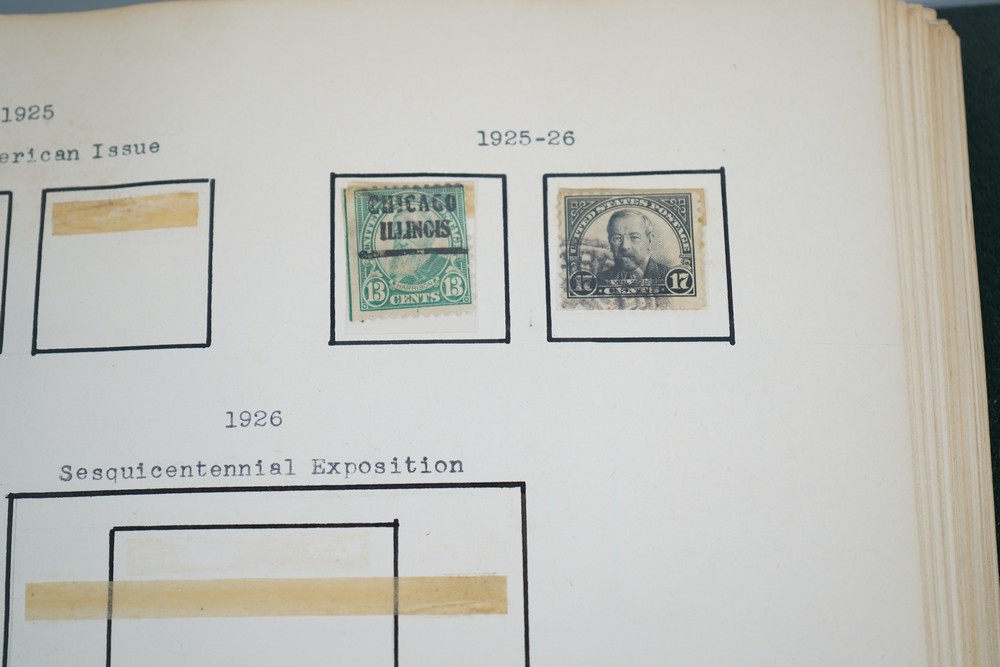 1925
erican Issue
1925-26
CHICAGO
ILLINOIS
HARRISON
13 CENTS 13
UNITED STATES POSTAGE
17 CENTS 17
1926
Sesquicentennial Exposition